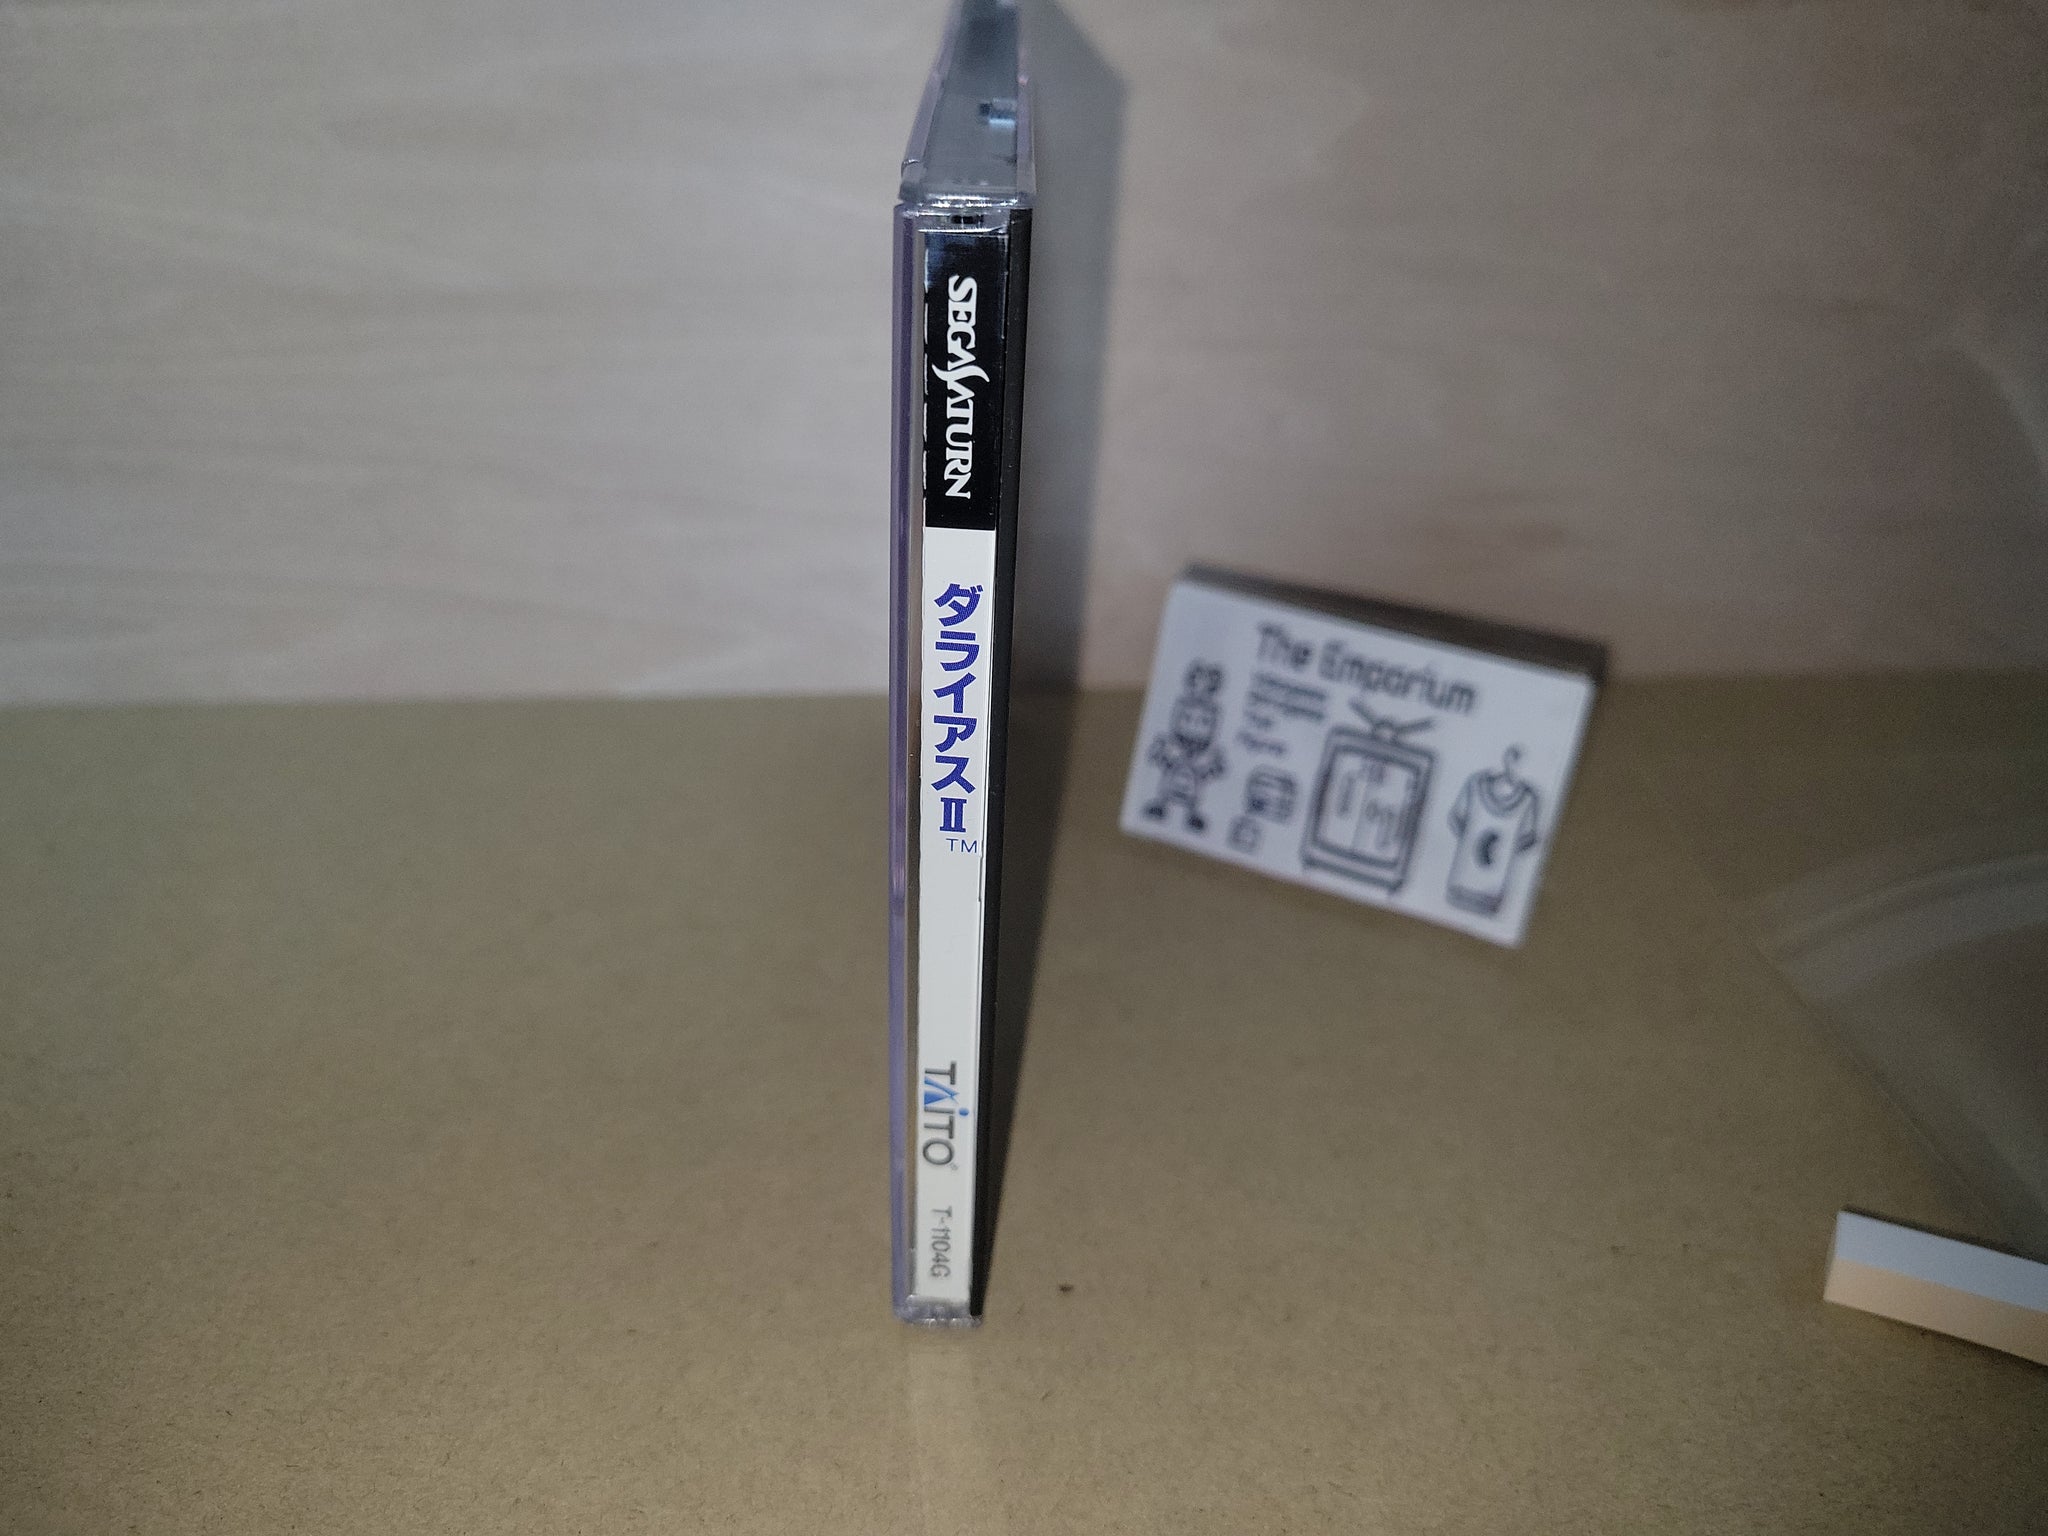 SEGA SATURN
ダライアスII
TM
TAITO®
T-1104G
The Emporium